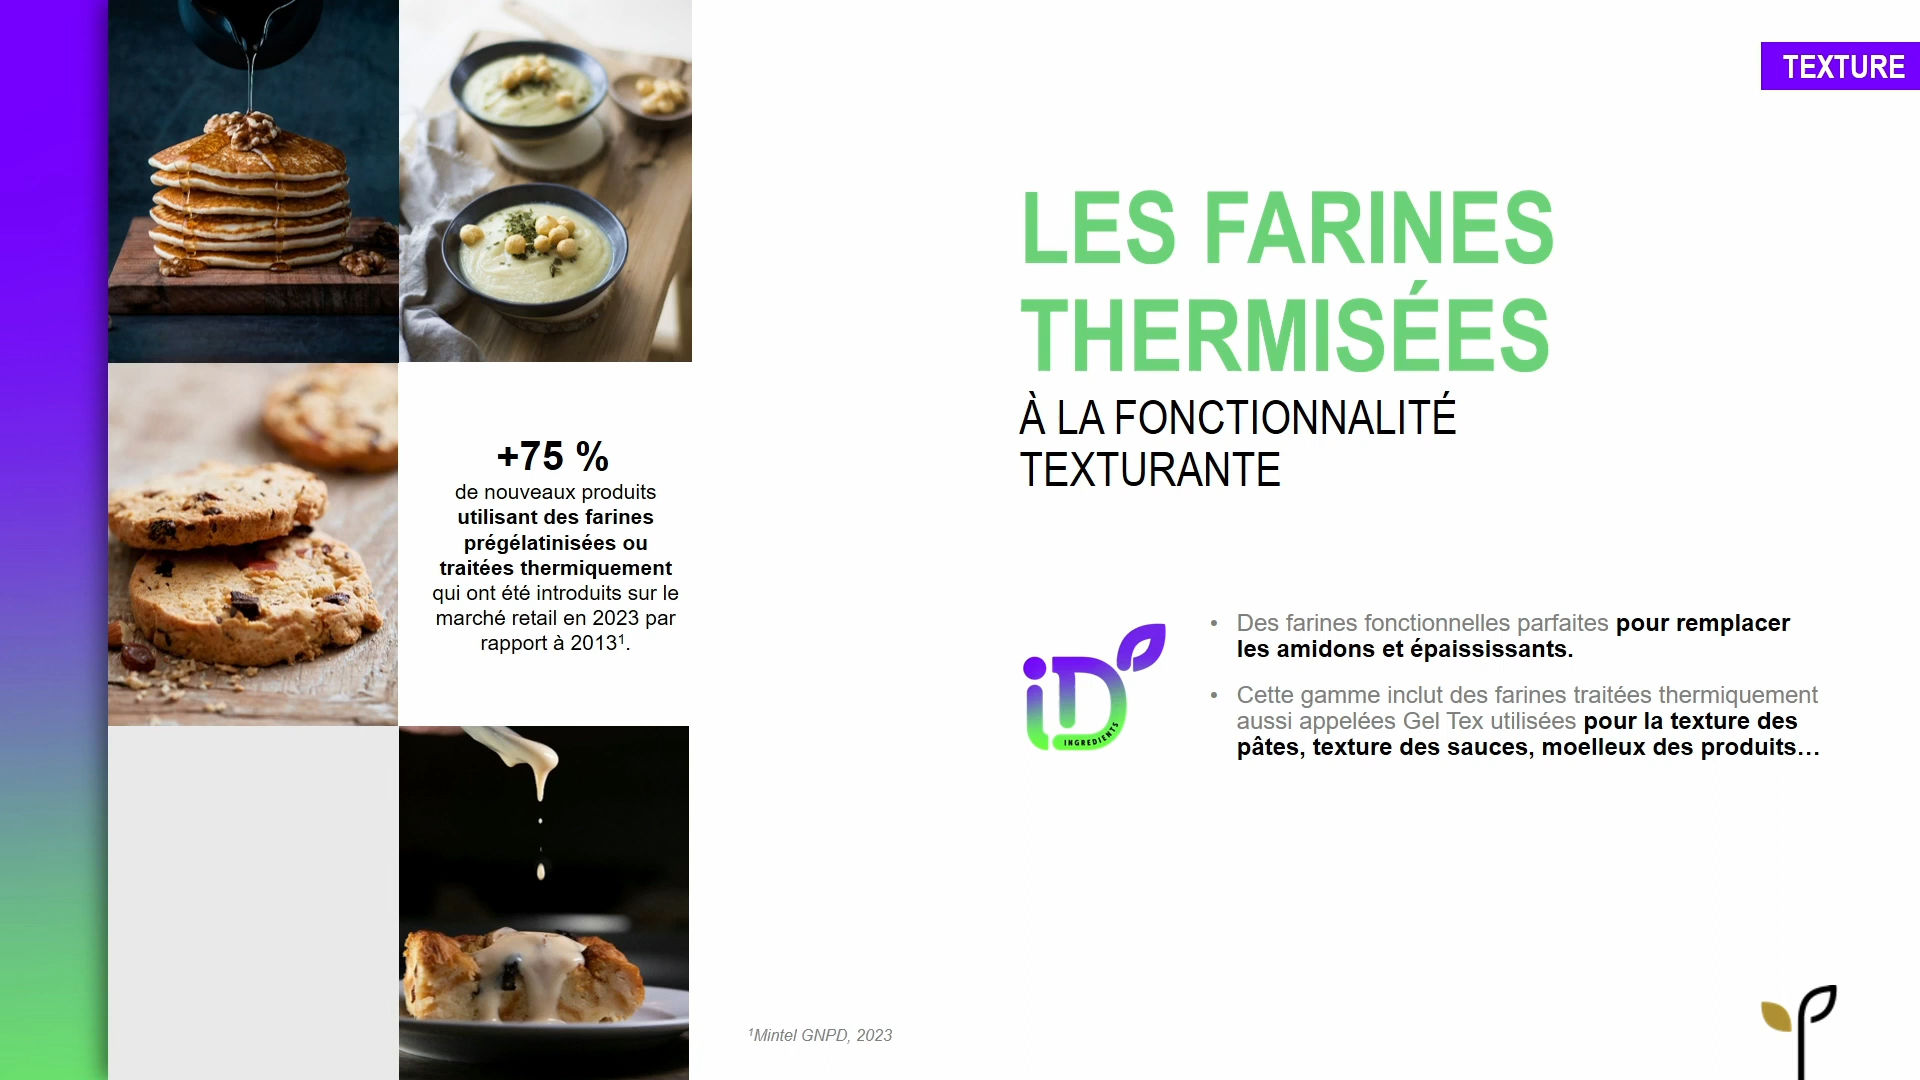 TEXTURE
LES FARINES
THERMISÉES
À LA FONCTIONNALITÉ
TEXTURANTE
+75 %
de nouveaux produits
utilisant des farines
prégélatinisées ou
traitées thermiquement
qui ont été introduits sur le
marché retail en 2023 par
rapport à 2013¹.
iD
INGREDIENTS
• Des farines fonctionnelles parfaites pour remplacer
les amidons et épaississants.
• Cette gamme inclut des farines traitées thermiquement
aussi appelées Gel Tex utilisées pour la texture des
pâtes, texture des sauces, moelleux des produits…
¹Mintel GNPD, 2023